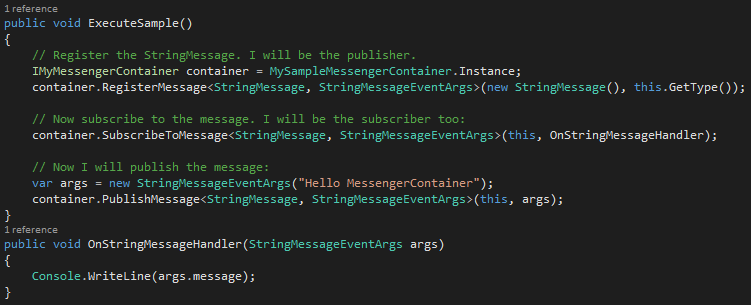 1 reference
public void ExecuteSample()
{
    // Register the StringMessage. I will be the publisher.
    IMyMessengerContainer container = MySampleMessengerContainer.Instance;
    container.RegisterMessage<StringMessage, StringMessageEventArgs>(new StringMessage(), this.GetType());
    // Now subscribe to the message. I will be the subscriber too:
    container.SubscribeToMessage<StringMessage, StringMessageEventArgs>(this, OnStringMessageHandler);
    // Now I will publish the message:
    var args = new StringMessageEventArgs("Hello MessengerContainer");
    container.PublishMessage<StringMessage, StringMessageEventArgs>(this, args);
}
1 reference
public void OnStringMessageHandler(StringMessageEventArgs args)
{
    Console.WriteLine(args.message);
}